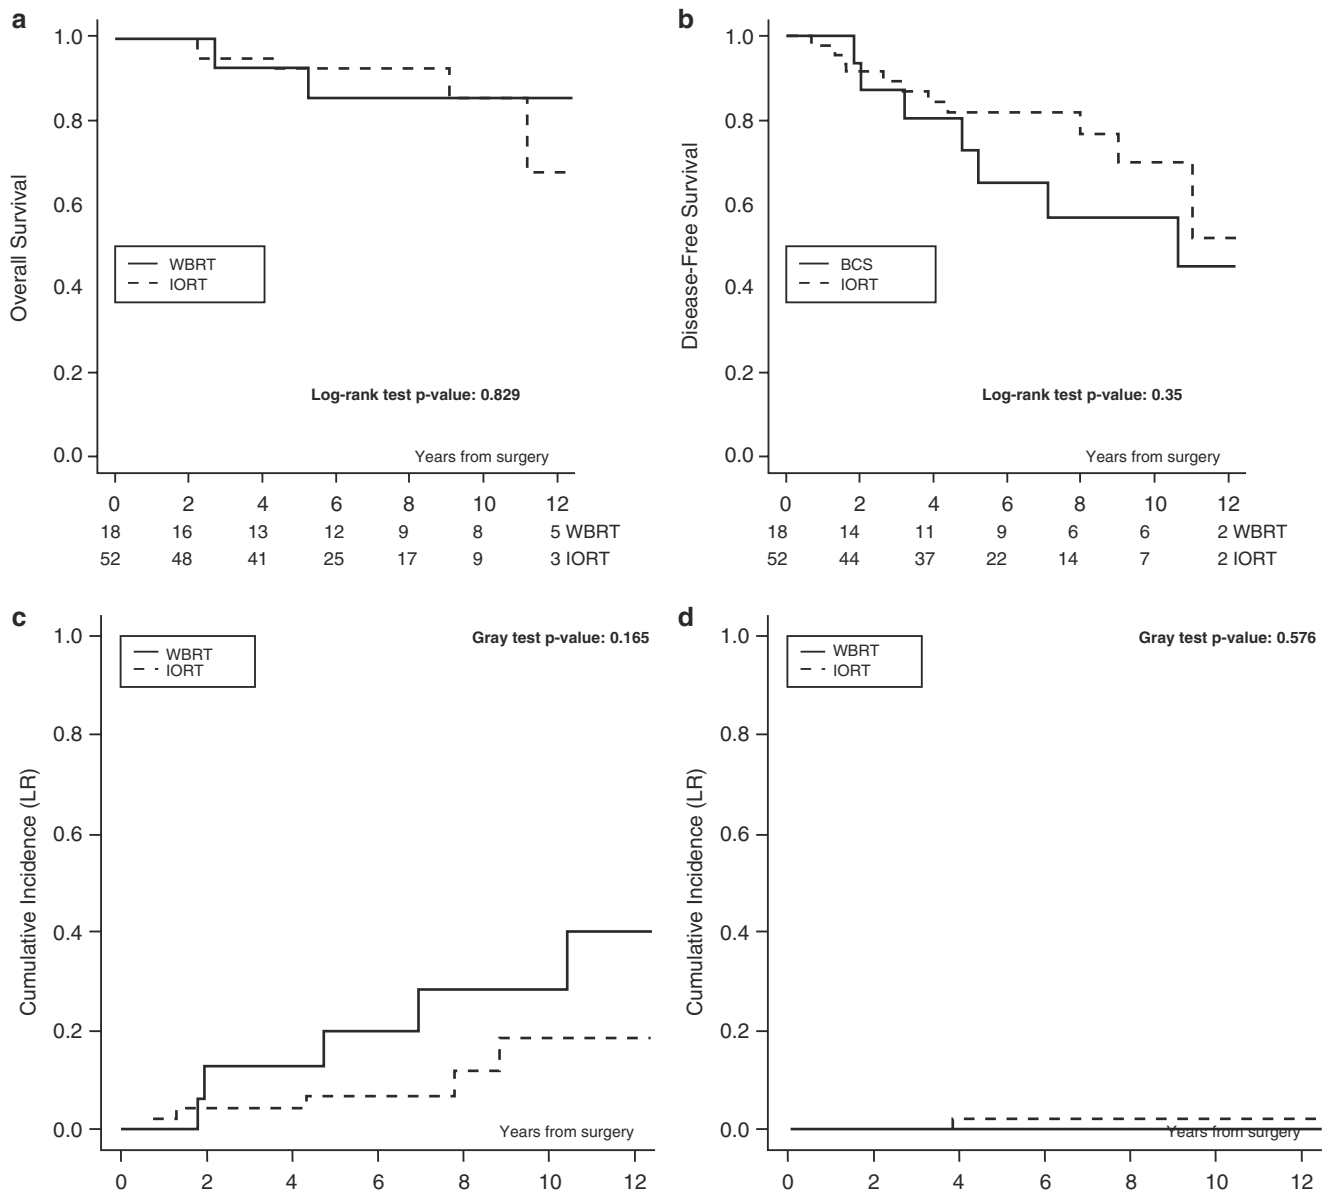 a
1.0
0.8
0.6
0.4
0.2
0.0
Overall Survival
WBRT
IORT
Log-rank test p-value: 0.829
Years from surgery
0 2 4 6 8 10 12
18 16 13 12 9 8 5 WBRT
52 48 41 25 17 9 3 IORT
b
1.0
0.8
0.6
0.4
0.2
0.0
Disease-Free Survival
BCS
IORT
Log-rank test p-value: 0.35
Years from surgery
0 2 4 6 8 10 12
18 14 11 9 6 6 2 WBRT
52 44 37 22 14 7 2 IORT
c
1.0
0.8
0.6
0.4
0.2
0.0
Cumulative Incidence (LR)
WBRT
IORT
Gray test p-value: 0.165
Years from surgery
0 2 4 6 8 10 12
d
1.0
0.8
0.6
0.4
0.2
0.0
Cumulative Incidence (LR)
WBRT
IORT
Gray test p-value: 0.576
Years from surgery
0 2 4 6 8 10 12